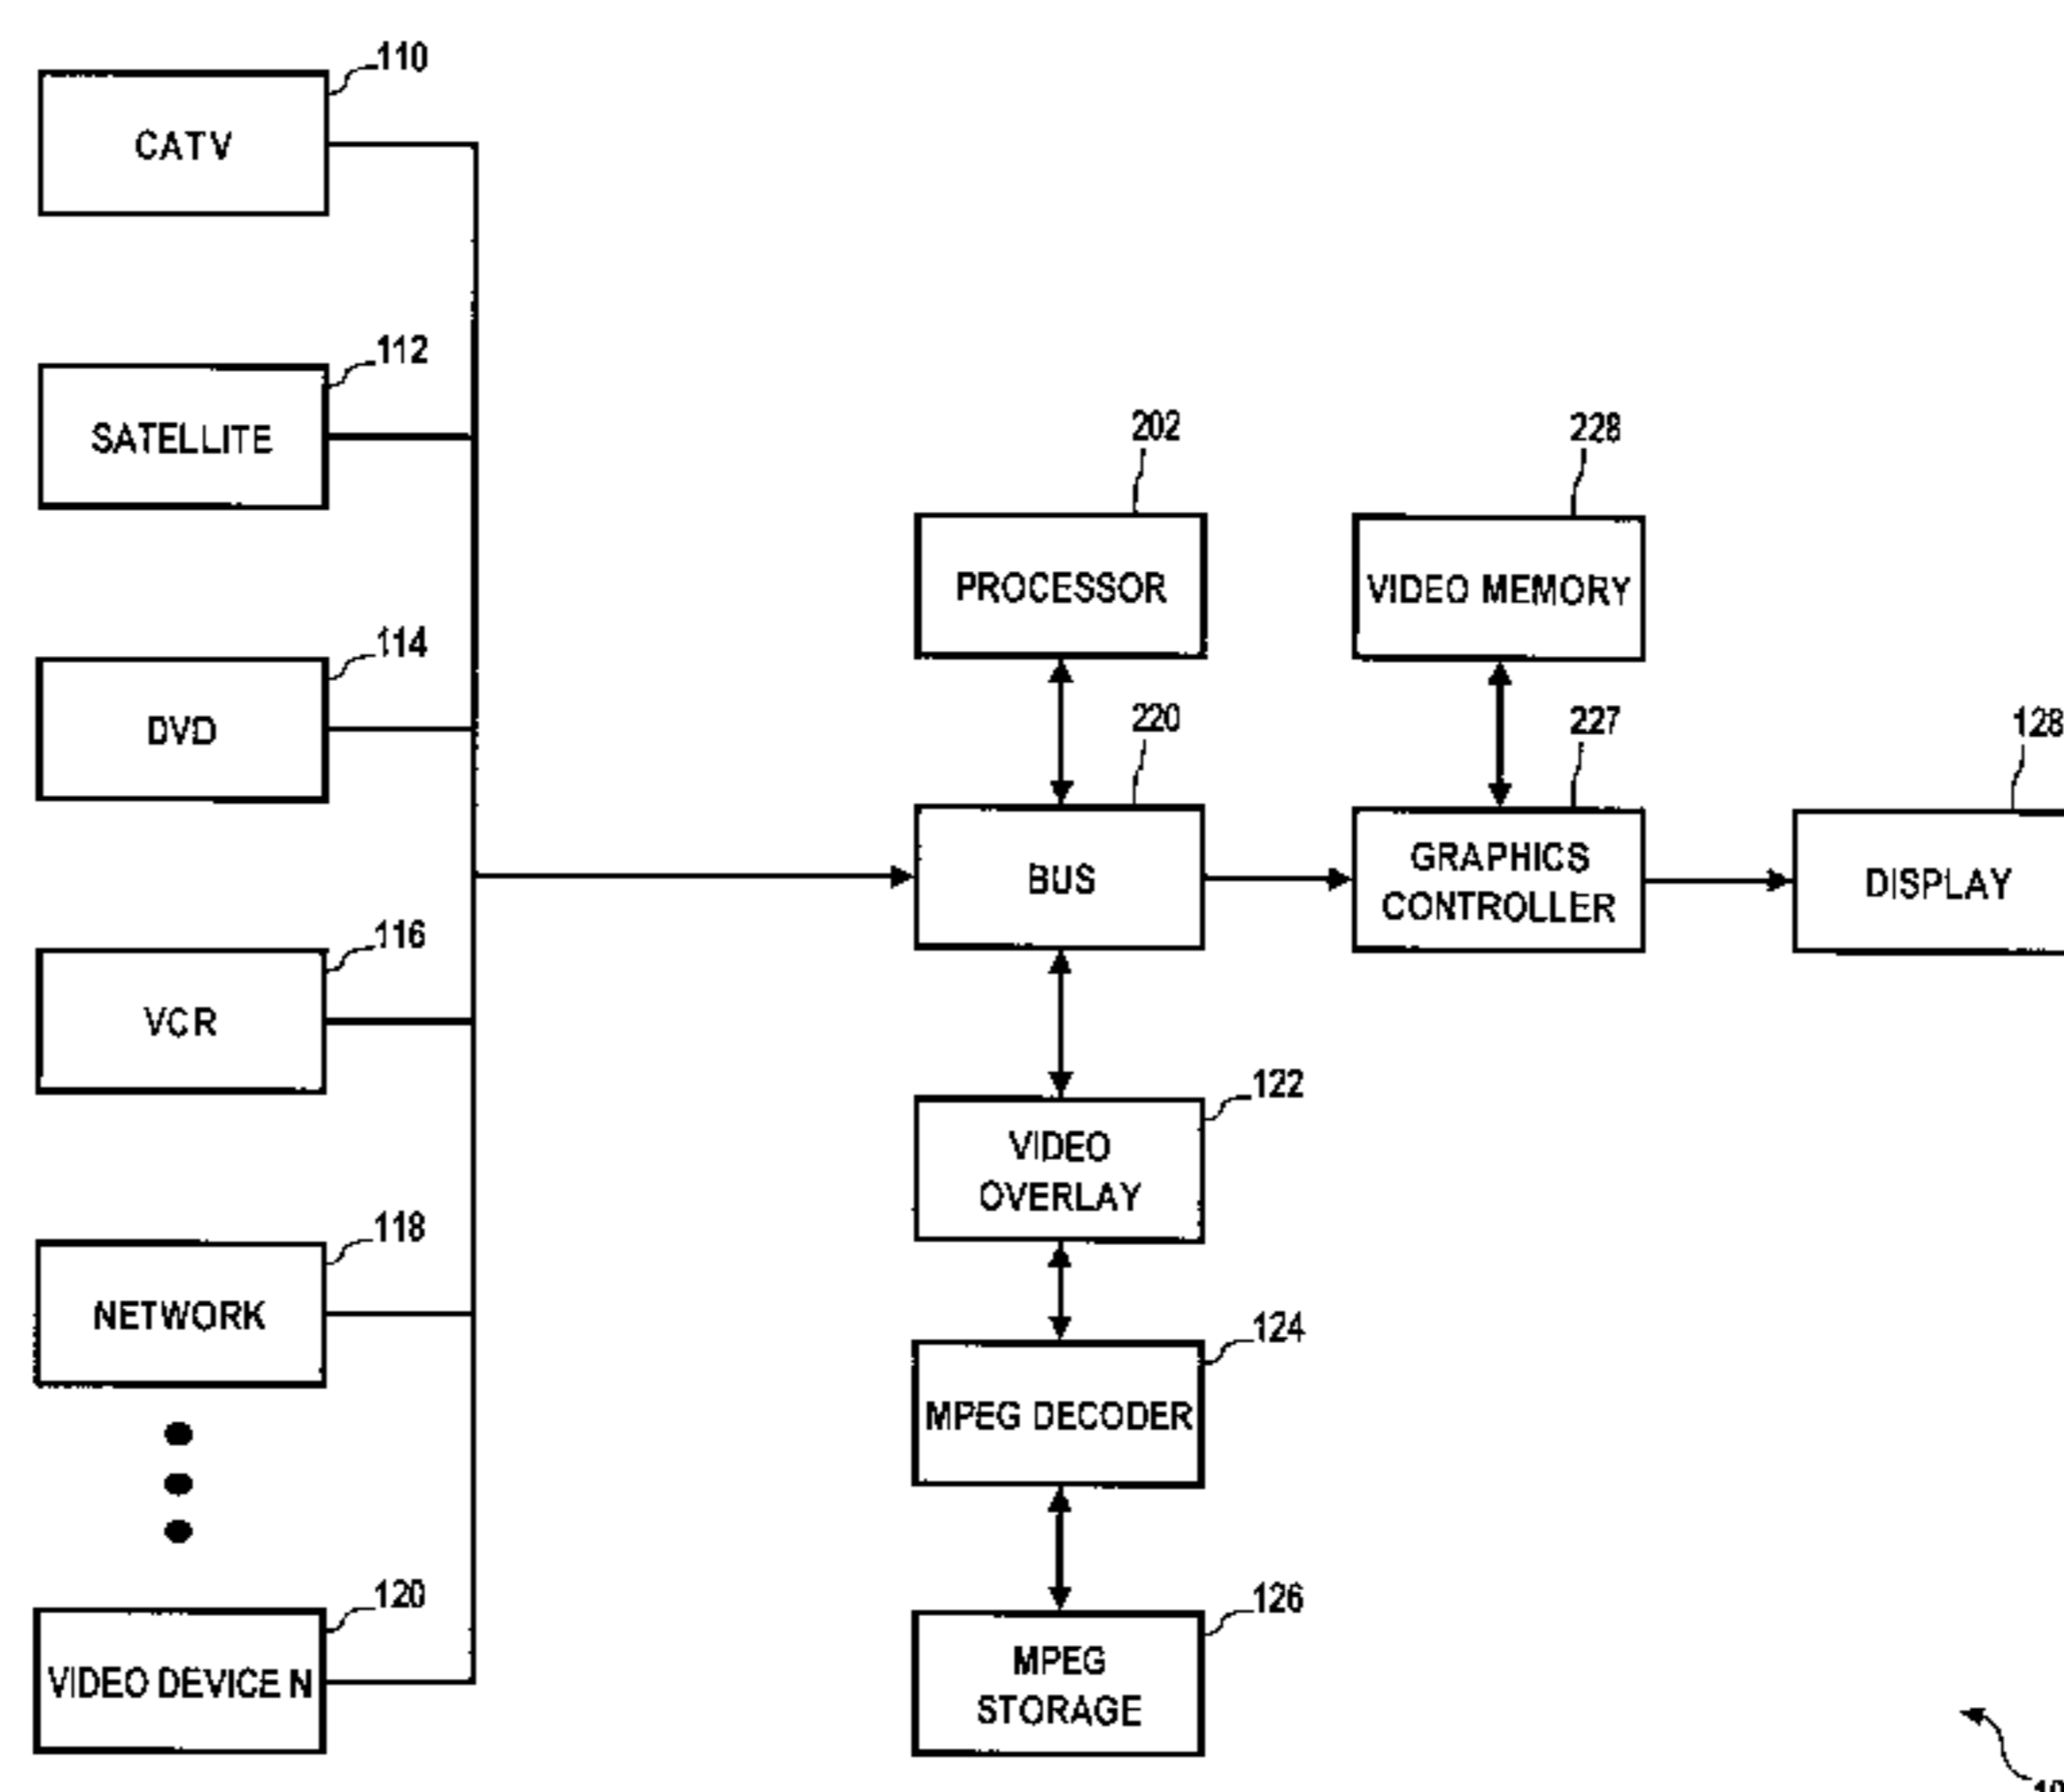 110
CATV
112
SATELLITE
202
228
PROCESSOR
VIDEO MEMORY
114
DVD
220
227
128
BUS
GRAPHICS
CONTROLLER
DISPLAY
116
VCR
122
VIDEO
OVERLAY
118
NETWORK
124
MPEG DECODER
120
VIDEO DEVICE N
126
MPEG
STORAGE